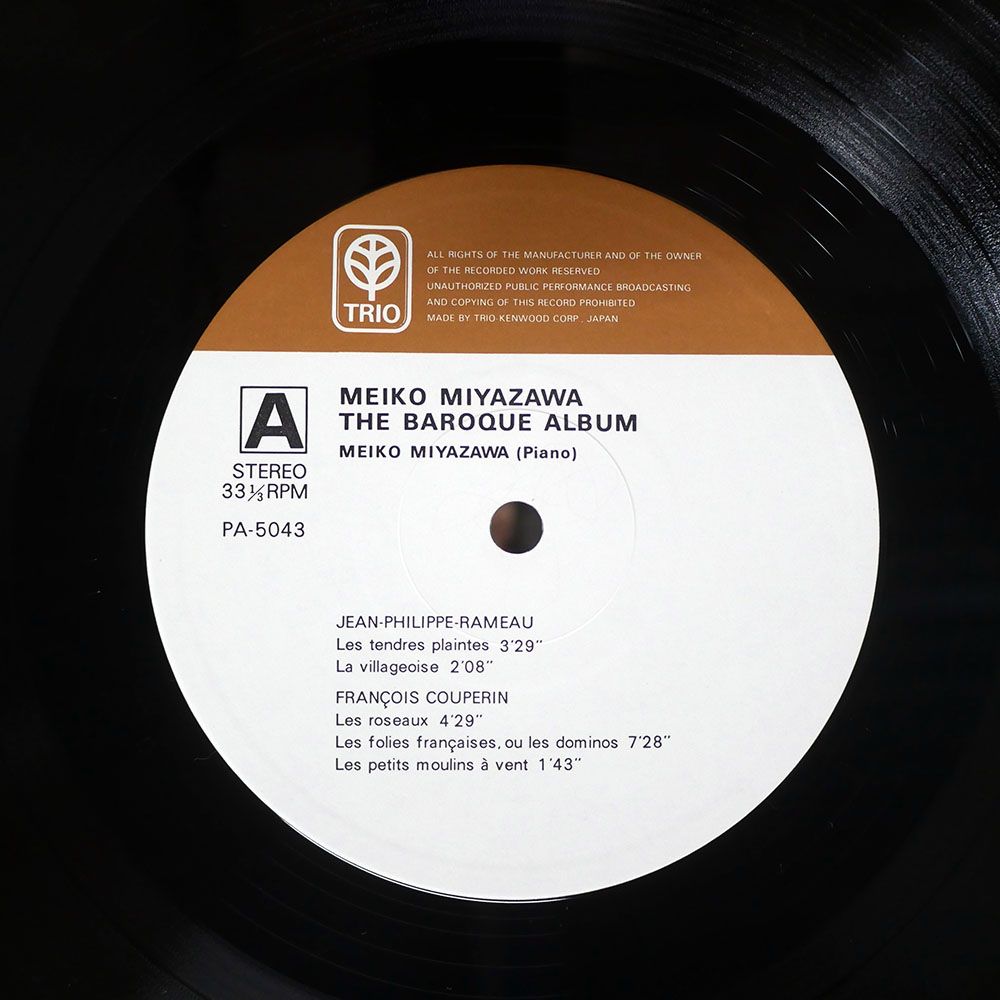 ALL RIGHTS OF THE MANUFACTURER AND OF THE OWNER
OF THE RECORDED WORK RESERVED
UNAUTHORIZED PUBLIC PERFORMANCE BROADCASTING
AND COPYING OF THIS RECORD PROHIBITED
MADE BY TRIO-KENWOOD CORP., JAPAN
TRIO
A
STEREO
33⅓RPM
PA-5043
MEIKO MIYAZAWA
THE BAROQUE ALBUM
MEIKO MIYAZAWA (Piano)
JEAN-PHILIPPE-RAMEAU
Les tendres plaintes 3'29"
La villageoise 2'08"
FRANÇOIS COUPERIN
Les roseaux 4'29"
Les folies françaises, ou les dominos 7'28"
Les petits moulins à vent 1'43"